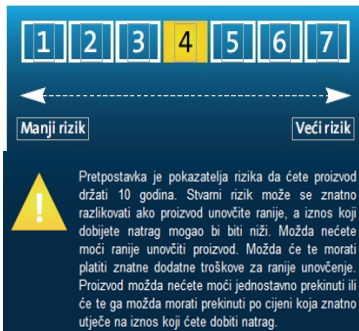 1 2 3 4 5 6 7
Manji rizik Veći rizik
Pretpostavka je pokazatelja rizika da ćete proizvod
držati 10 godina. Stvarni rizik može se znatno
razlikovati ako proizvod unovčite ranije, a iznos koji
dobijete natrag mogao bi biti niži. Možda nećete
moći ranije unovčiti proizvod. Možda će te morati
platiti znatne dodatne troškove za ranije unovčenje.
Proizvod možda nećete moći jednostavno prekinuti ili
će te ga možda morati prekinuti po cijeni koja znatno
utječe na iznos koji ćete dobiti natrag.